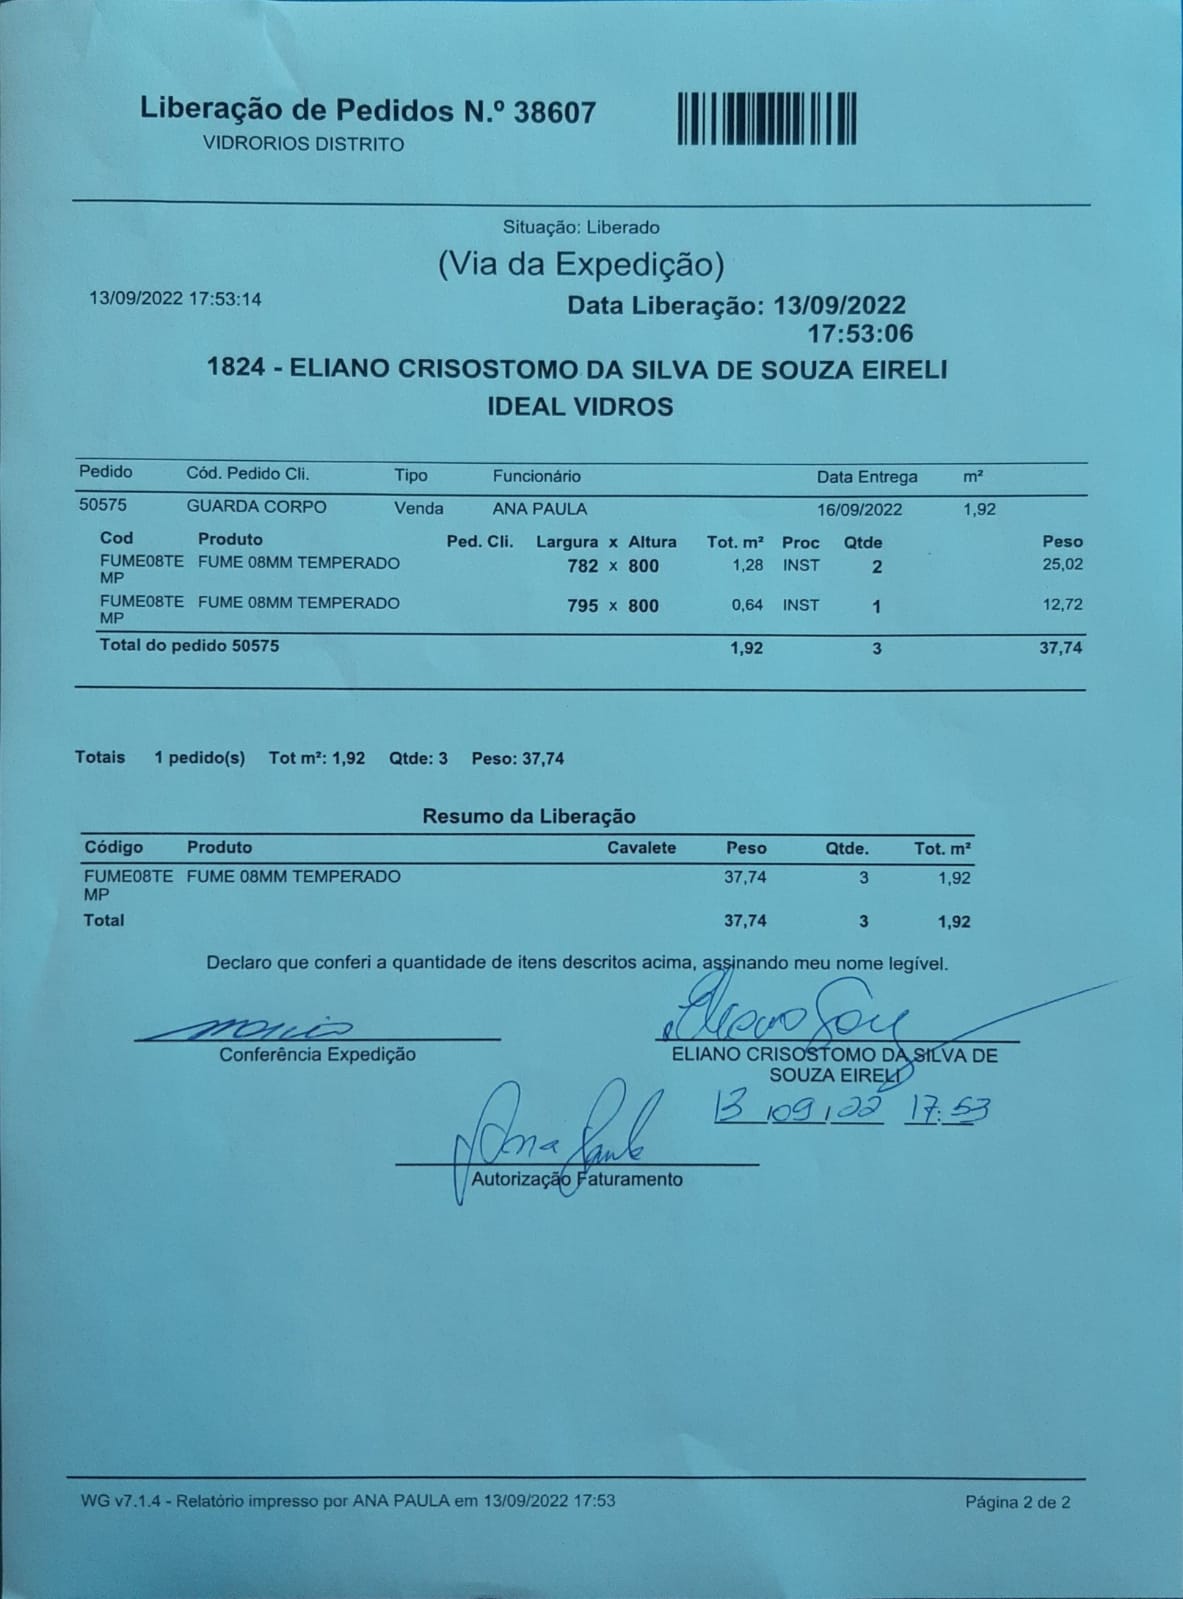 Liberação de Pedidos N.º 38607
VIDRORIOS DISTRITO
Situação: Liberado
(Via da Expedição)
13/09/2022 17:53:14
Data Liberação: 13/09/2022
17:53:06
1824 - ELIANO CRISOSTOMO DA SILVA DE SOUZA EIRELI
IDEAL VIDROS
Pedido Cód. Pedido Cli. Tipo Funcionário Data Entrega m²
50575 GUARDA CORPO Venda ANA PAULA 16/09/2022 1,92
Cod Produto Ped. Cli. Largura x Altura Tot. m² Proc Qtde Peso
FUME08TE FUME 08MM TEMPERADO 782 x 800 1,28 INST 2 25,02
MP
FUME08TE FUME 08MM TEMPERADO 795 x 800 0,64 INST 1 12,72
MP
Total do pedido 50575 1,92 3 37,74
Totais 1 pedido(s) Tot m²: 1,92 Qtde: 3 Peso: 37,74
Resumo da Liberação
Código Produto Cavalete Peso Qtde. Tot. m²
FUME08TE FUME 08MM TEMPERADO 37,74 3 1,92
MP
Total 37,74 3 1,92
Declaro que conferi a quantidade de itens descritos acima, assinando meu nome legível.
Conferência Expedição
ELIANO CRISOSTOMO DA SILVA DE
SOUZA EIRELI
13/09/22 17:53
Ana Paula
Autorização Faturamento
WG v7.1.4 - Relatório impresso por ANA PAULA em 13/09/2022 17:53
Página 2 de 2